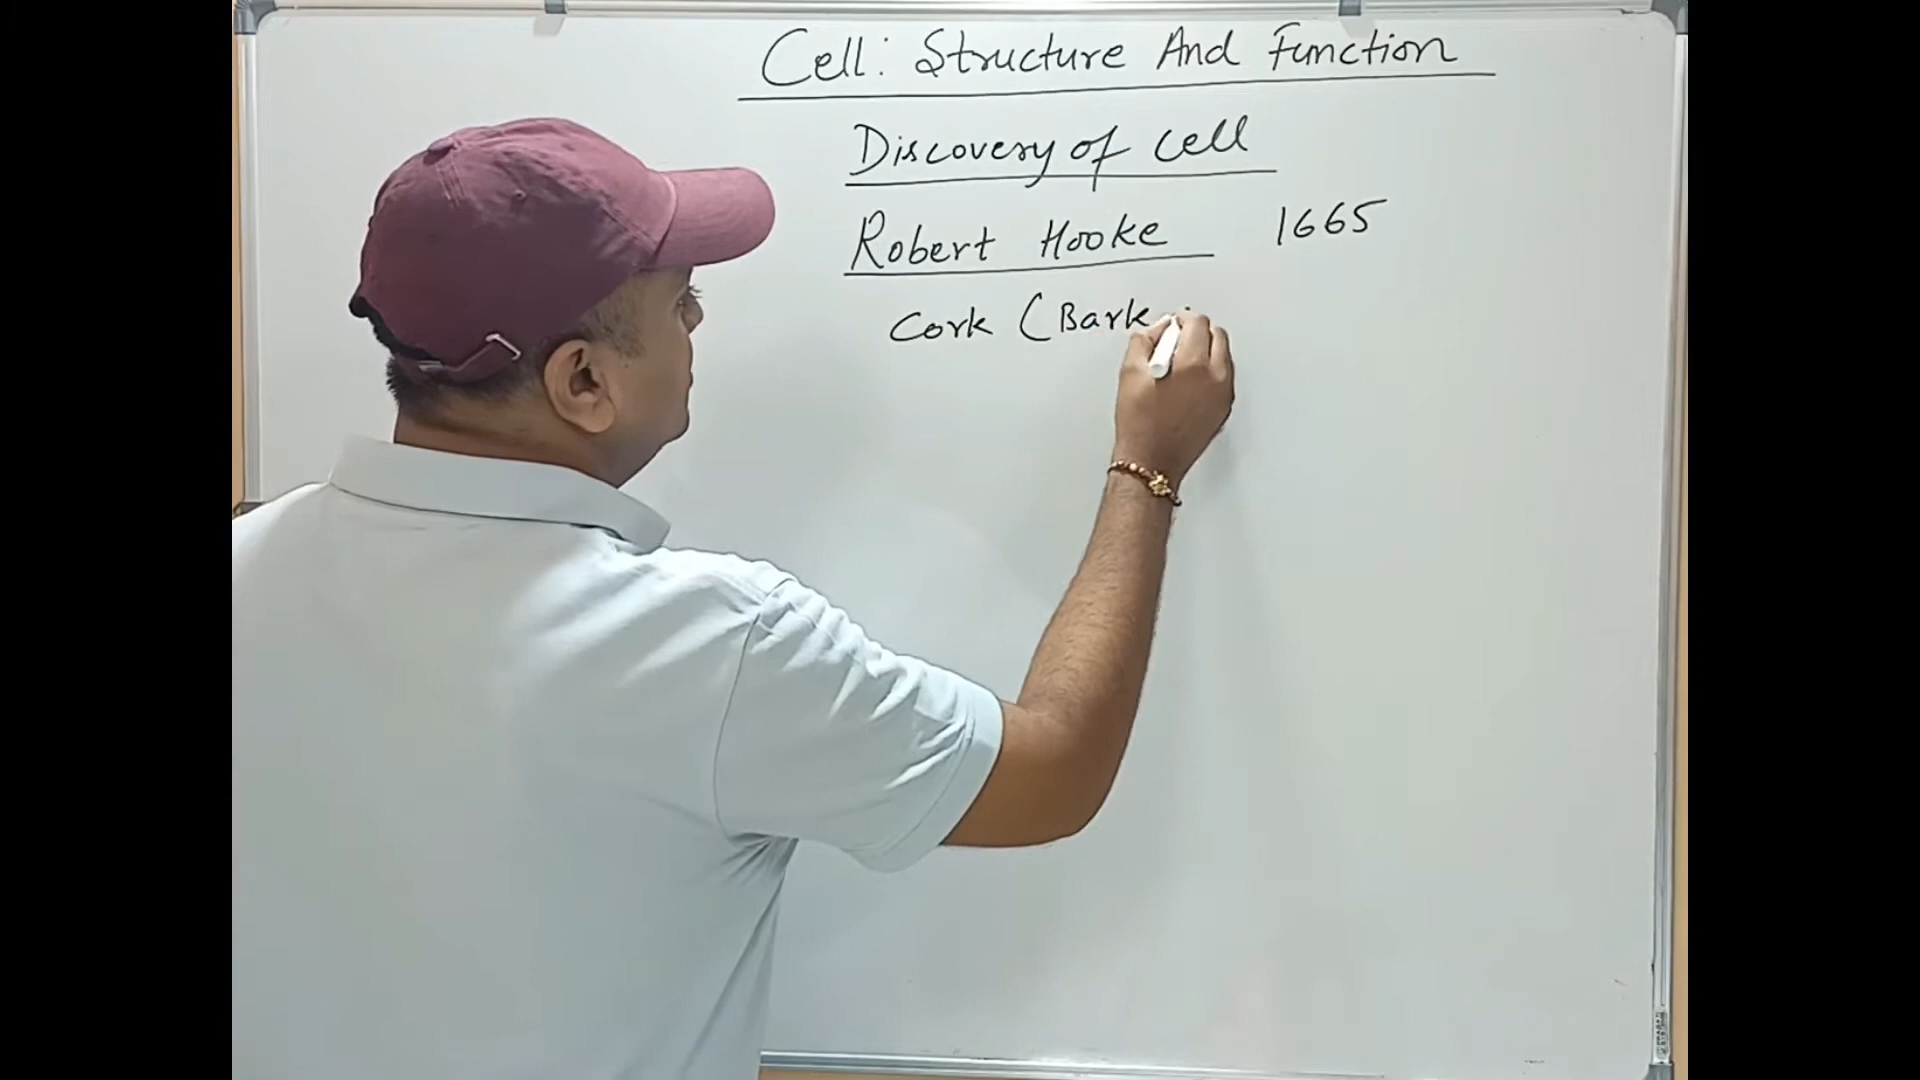 Cell: Structure And Function
Discovery of cell
Robert Hooke 1665
Cork (Bark